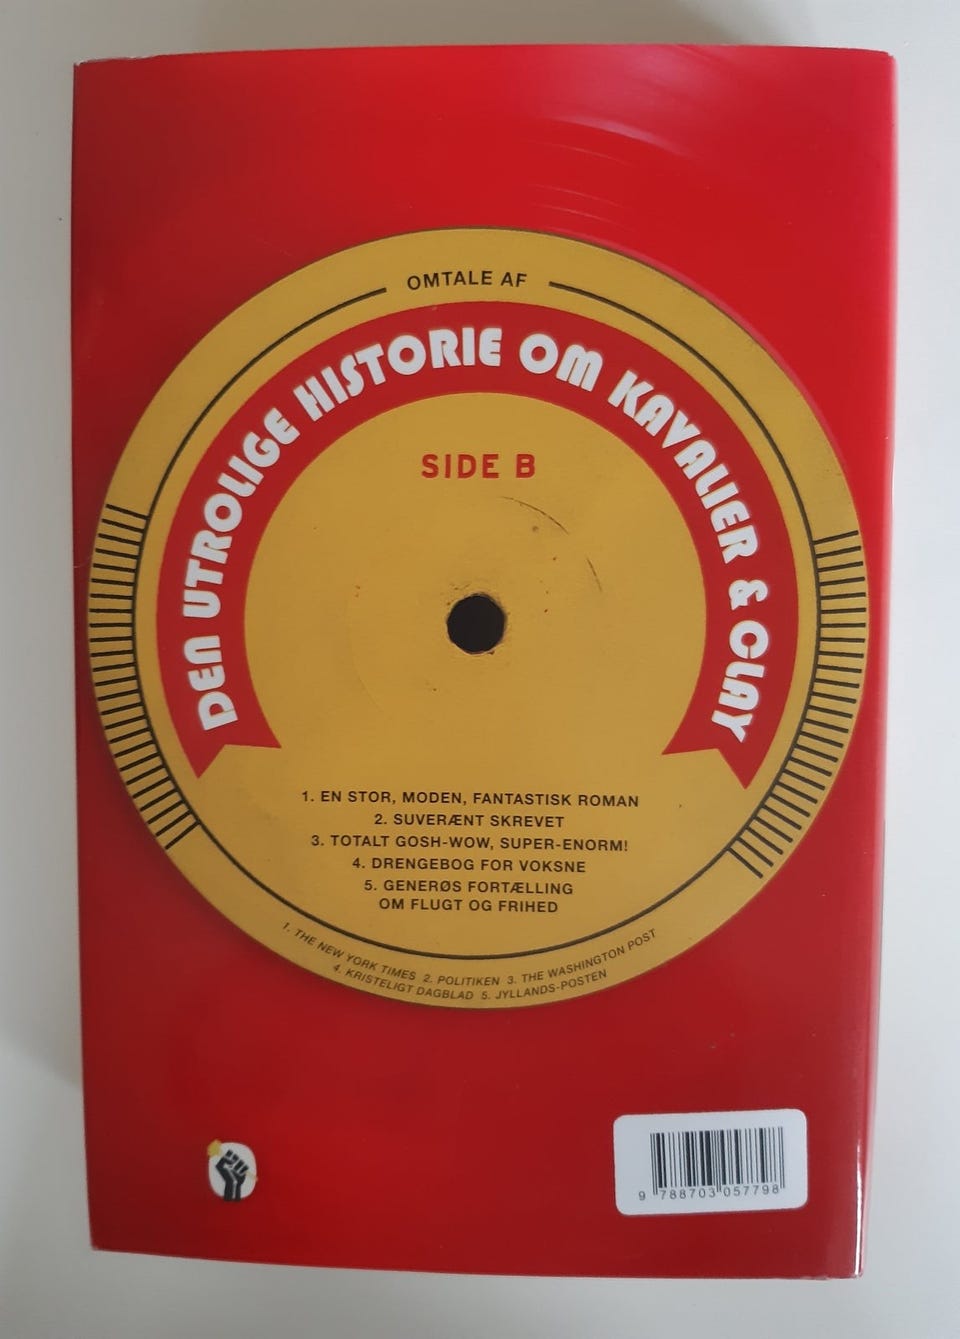 OMTALE AF
DEN UTROLIGE HISTORIE OM KAVALIER & CLAY
SIDE B
1. EN STOR, MODEN, FANTASTISK ROMAN
2. SUVERÆNT SKREVET
3. TOTALT GOSH-WOW, SUPER-ENORM!
4. DRENGEBOG FOR VOKSNE
5. GENERØS FORTÆLLING
OM FLUGT OG FRIHED
1. THE NEW YORK TIMES 2. POLITIKEN 3. THE WASHINGTON POST
4. KRISTELIGT DAGBLAD 5. JYLLANDS-POSTEN
9 788703 057798